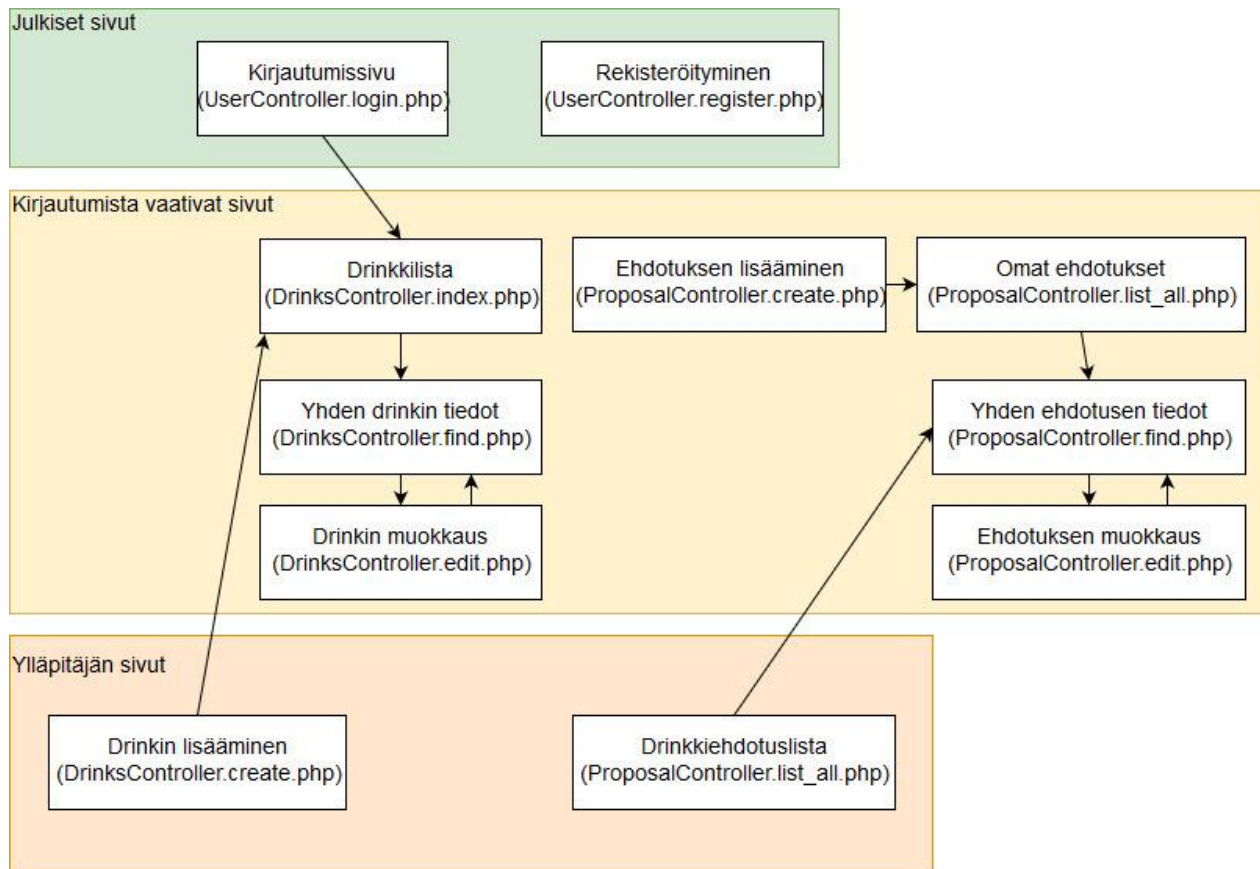 Julkiset sivut
Kirjautumissivu
(UserController.login.php)
Rekisteröityminen
(UserController.register.php)
Kirjautumista vaativat sivut
Drinkkilista
(DrinksController.index.php)
Ehdotuksen lisääminen
(ProposalController.create.php)
Omat ehdotukset
(ProposalController.list_all.php)
Yhden drinkin tiedot
(DrinksController.find.php)
Yhden ehdotusen tiedot
(ProposalController.find.php)
Drinkin muokkaus
(DrinksController.edit.php)
Ehdotuksen muokkaus
(ProposalController.edit.php)
Ylläpitäjän sivut
Drinkin lisääminen
(DrinksController.create.php)
Drinkkiehdotuslista
(ProposalController.list_all.php)